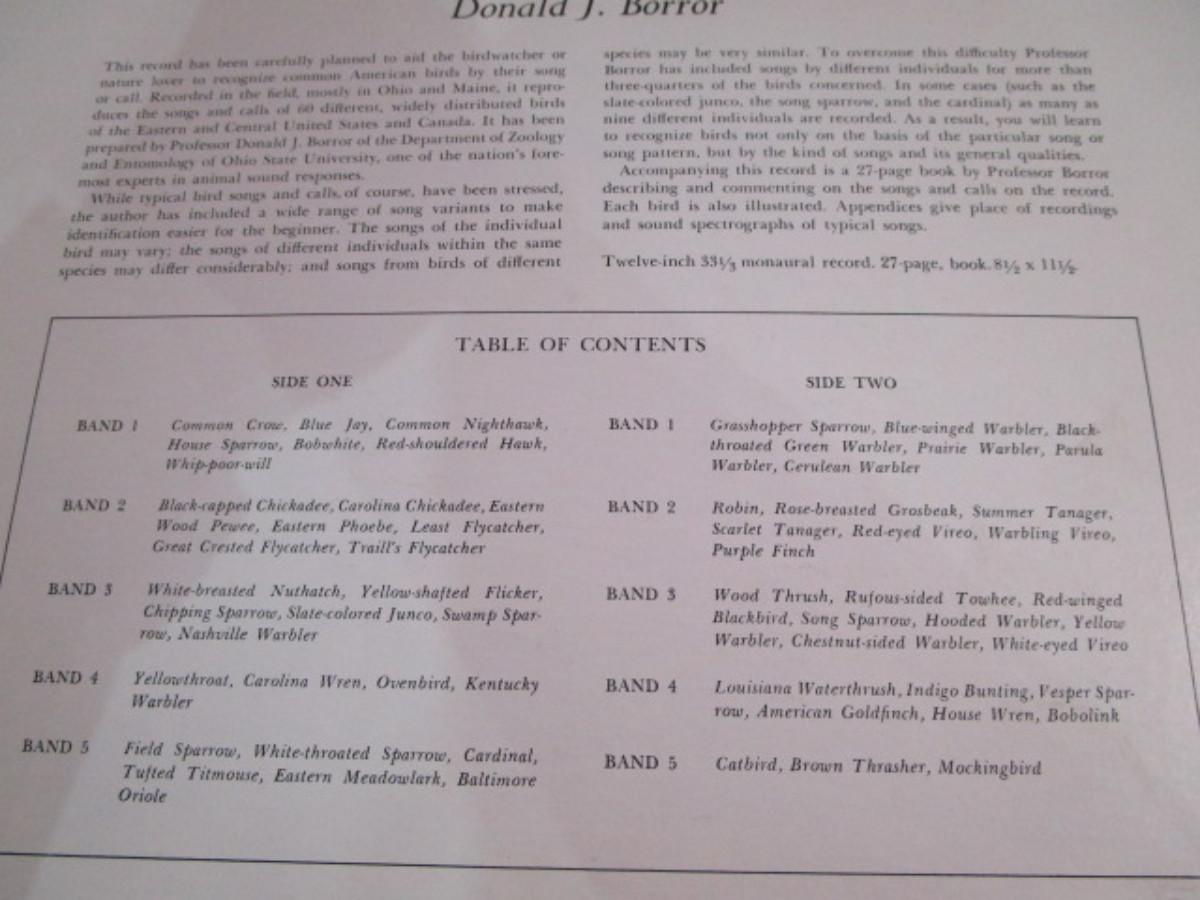 Donald J. Borror
This record has been carefully planned to aid the birdwatcher or
nature lover to recognize common American birds by their song
or call. Recorded in the field, mostly in Ohio and Maine, it repro-
duces the songs and calls of 60 different, widely distributed birds
of the Eastern and Central United States and Canada. It has been
prepared by Professor Donald J. Borror of the Department of Zoology
and Entomology of Ohio State University, one of the nation's fore-
most experts in animal sound responses.
While typical bird songs and calls, of course, have been stressed,
the author has included a wide range of song variants to make
identification easier for the beginner. The songs of the individual
bird may vary; the songs of different individuals within the same
species may differ considerably; and songs from birds of different
species may be very similar. To overcome this difficulty Professor
Borror has included songs by different individuals for more than
three-quarters of the birds concerned. In some cases (such as the
slate-colored junco, the song sparrow, and the cardinal) as many as
nine different individuals are recorded. As a result, you will learn
to recognize birds not only on the basis of the particular song or
song pattern, but by the kind of songs and its general qualities.
Accompanying this record is a 27-page book by Professor Borror
describing and commenting on the songs and calls on the record.
Each bird is also illustrated. Appendices give place of recordings
and sound spectrographs of typical songs.
Twelve-inch 33⅓ monaural record. 27-page, book. 8½ x 11½.
TABLE OF CONTENTS
SIDE ONE
BAND 1 Common Crow, Blue Jay, Common Nighthawk,
House Sparrow, Bobwhite, Red-shouldered Hawk,
Whip-poor-will
BAND 2 Black-capped Chickadee, Carolina Chickadee, Eastern
Wood Pewee, Eastern Phoebe, Least Flycatcher,
Great Crested Flycatcher, Traill's Flycatcher
BAND 3 White-breasted Nuthatch, Yellow-shafted Flicker,
Chipping Sparrow, Slate-colored Junco, Swamp Spar-
row, Nashville Warbler
BAND 4 Yellowthroat, Carolina Wren, Ovenbird, Kentucky
Warbler
BAND 5 Field Sparrow, White-throated Sparrow, Cardinal,
Tufted Titmouse, Eastern Meadowlark, Baltimore
Oriole
SIDE TWO
BAND 1 Grasshopper Sparrow, Blue-winged Warbler, Black-
throated Green Warbler, Prairie Warbler, Parula
Warbler, Cerulean Warbler
BAND 2 Robin, Rose-breasted Grosbeak, Summer Tanager,
Scarlet Tanager, Red-eyed Vireo, Warbling Vireo,
Purple Finch
BAND 3 Wood Thrush, Rufous-sided Towhee, Red-winged
Blackbird, Song Sparrow, Hooded Warbler, Yellow
Warbler, Chestnut-sided Warbler, White-eyed Vireo
BAND 4 Louisiana Waterthrush, Indigo Bunting, Vesper Spar-
row, American Goldfinch, House Wren, Bobolink
BAND 5 Catbird, Brown Thrasher, Mockingbird